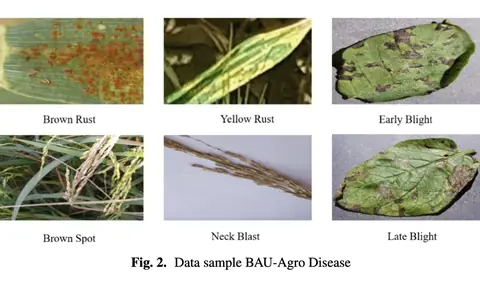 Brown Rust
Yellow Rust
Early Blight
Brown Spot
Neck Blast
Late Blight
Fig. 2. Data sample BAU-Agro Disease